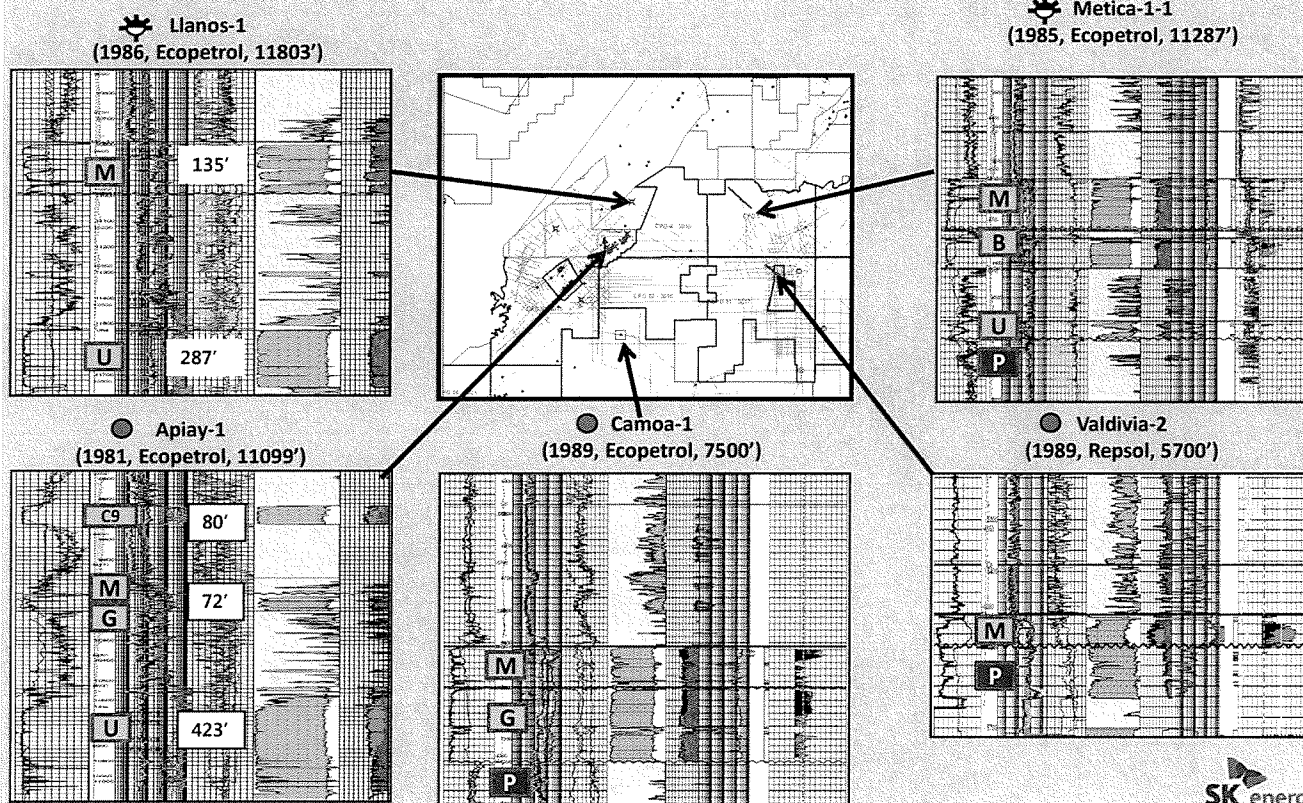 Llanos-1
(1986, Ecopetrol, 11803’)
Metica-1-1
(1985, Ecopetrol, 11287’)
M
135’
U
287’
M
B
U
P
Apiay-1
(1981, Ecopetrol, 11099’)
Camoa-1
(1989, Ecopetrol, 7500’)
Valdivia-2
(1989, Repsol, 5700’)
C9
80’
M
72’
G
U
423’
M
G
P
M
P
SK energ